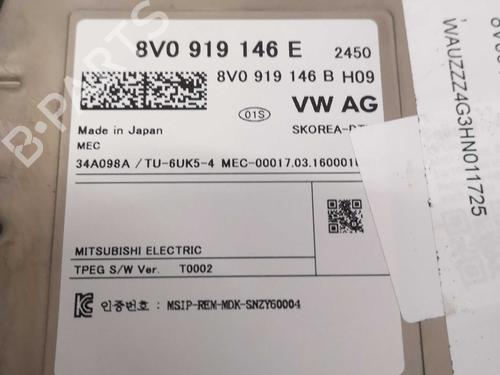 8V0 919 146 E 2450
8V0 919 146 B H09
01S VW AG
Made in Japan SKOREA-
MEC
34A098A / TU-6UK5-4 MEC-00017.03.160001
MITSUBISHI ELECTRIC
TPEG S/W Ver. T0002
인증번호 : MSIP-REM-MDK-SNZY60004
WAUZZZ4G3HN011725
B-PARTS